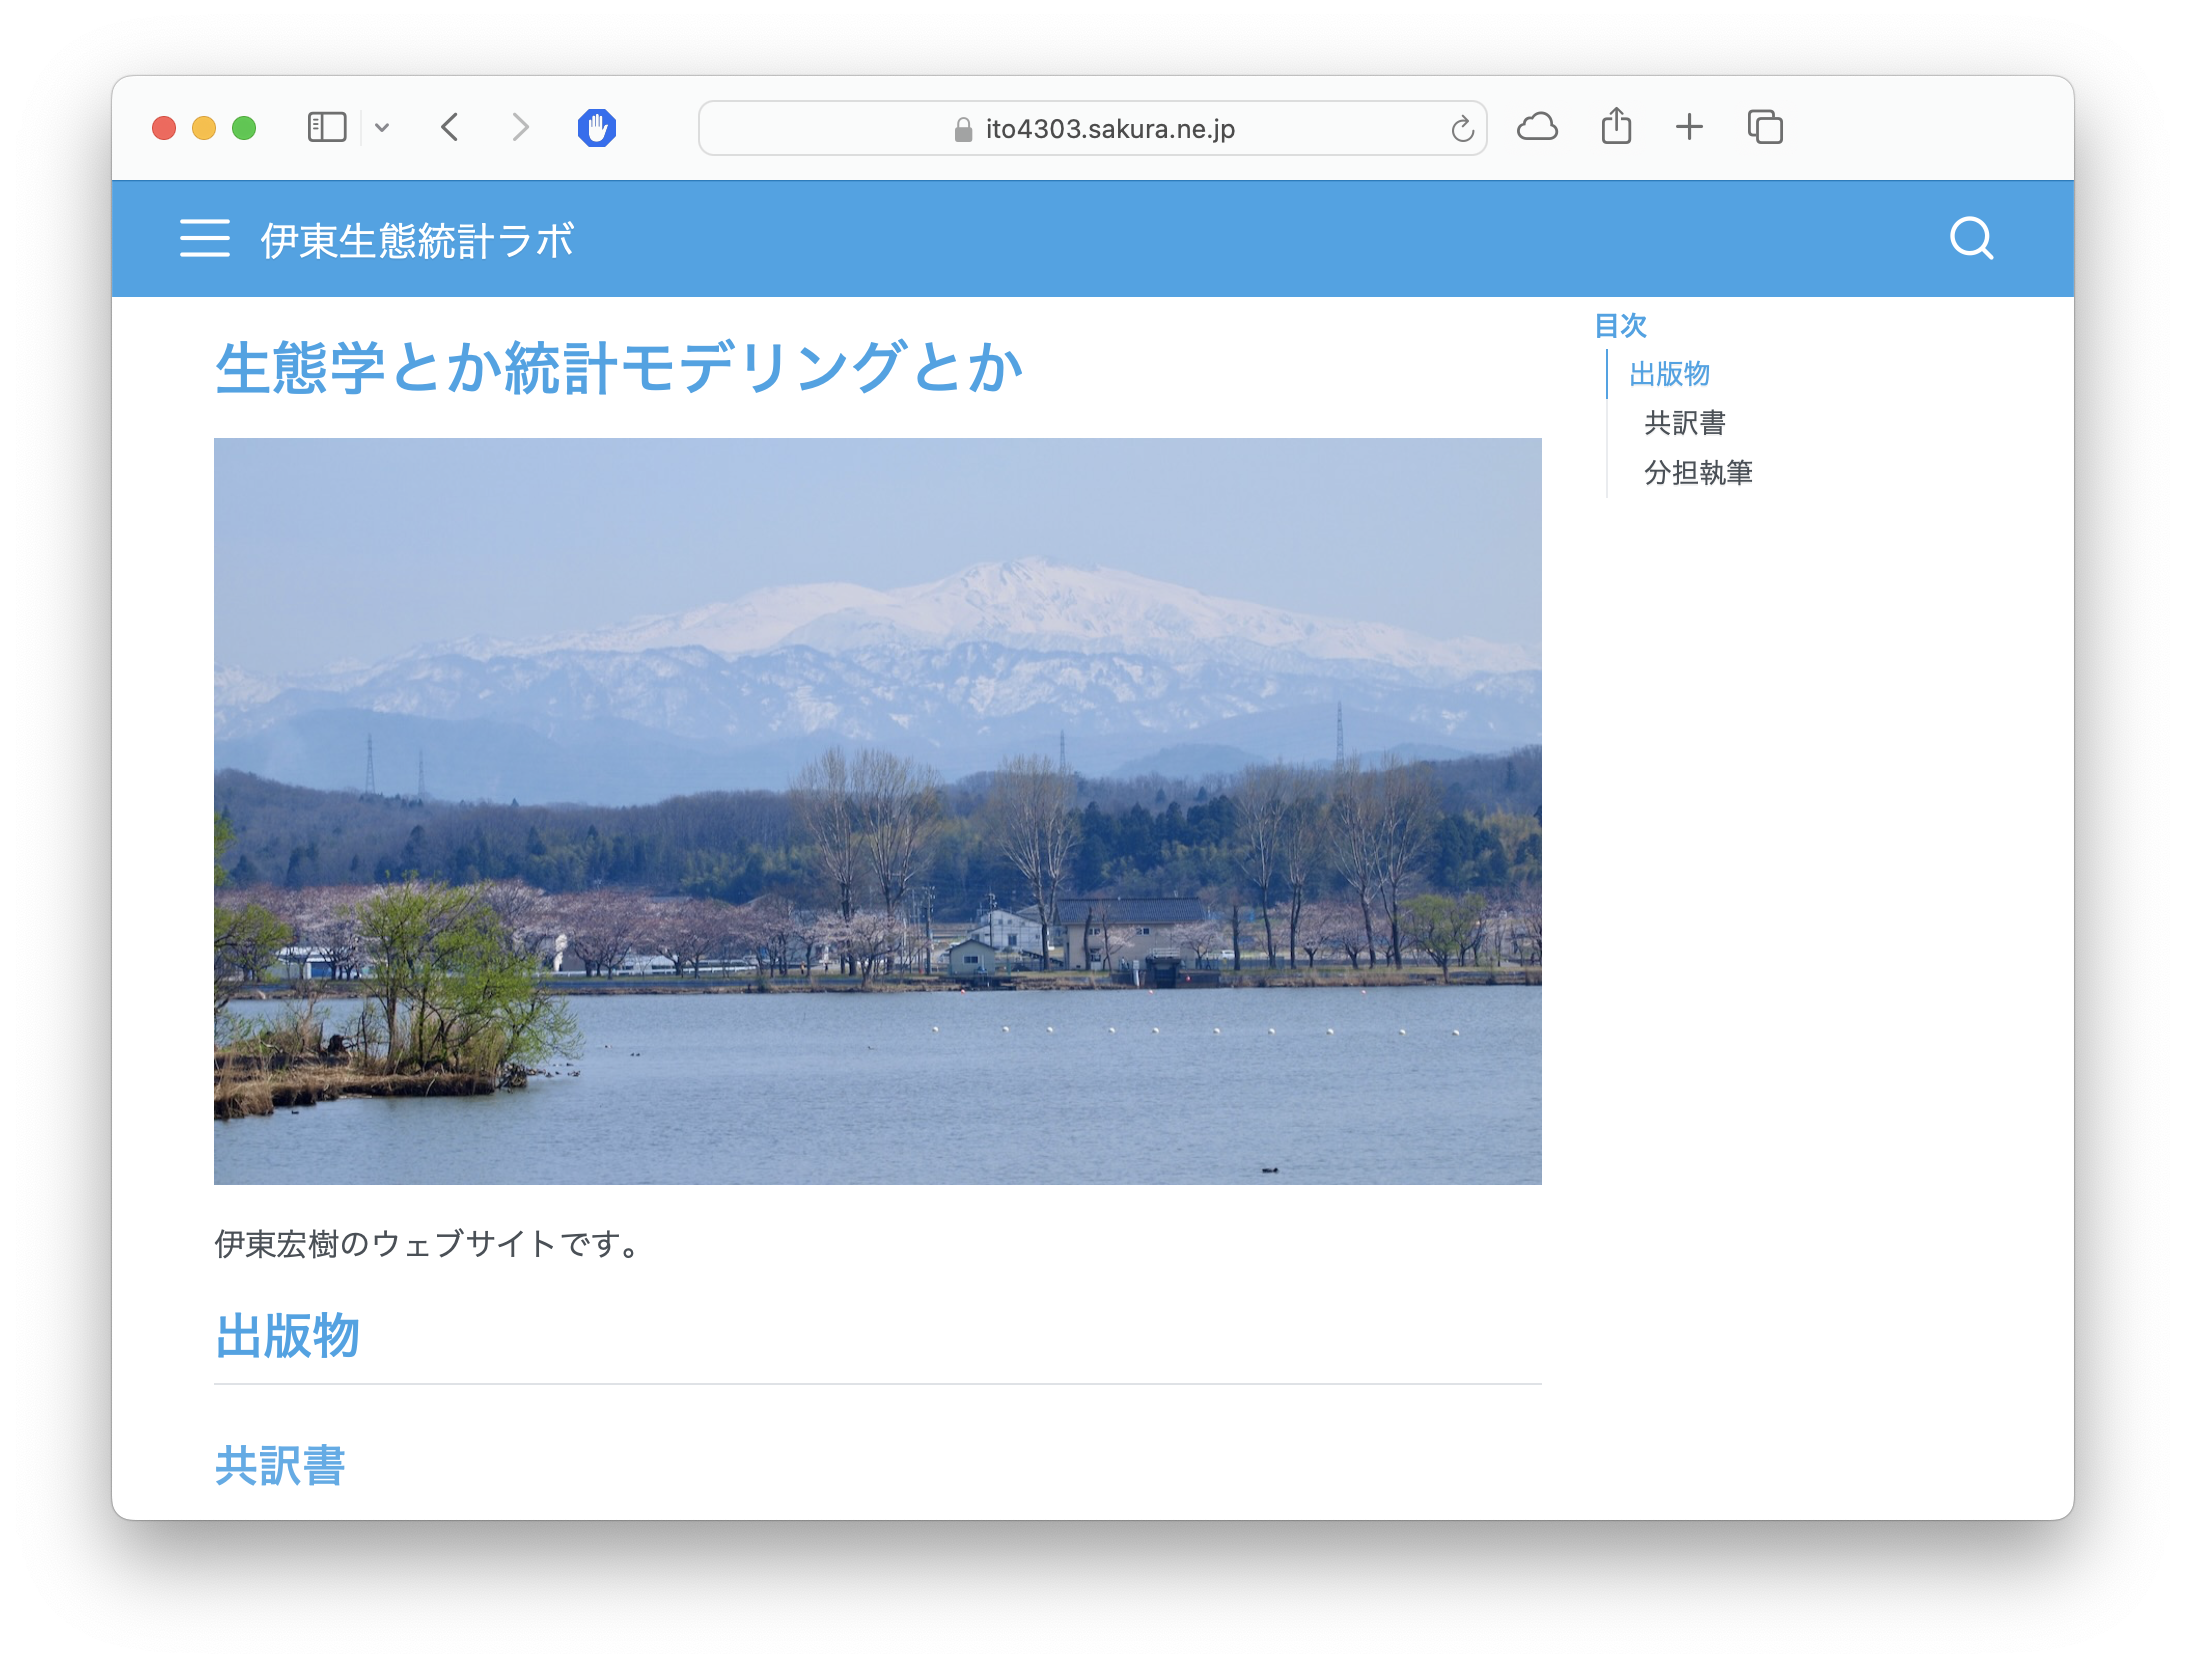 ito4303.sakura.ne.jp
伊東生態統計ラボ
生態学とか統計モデリングとか
目次
出版物
共訳書
分担執筆
伊東宏樹のウェブサイトです。
出版物
共訳書